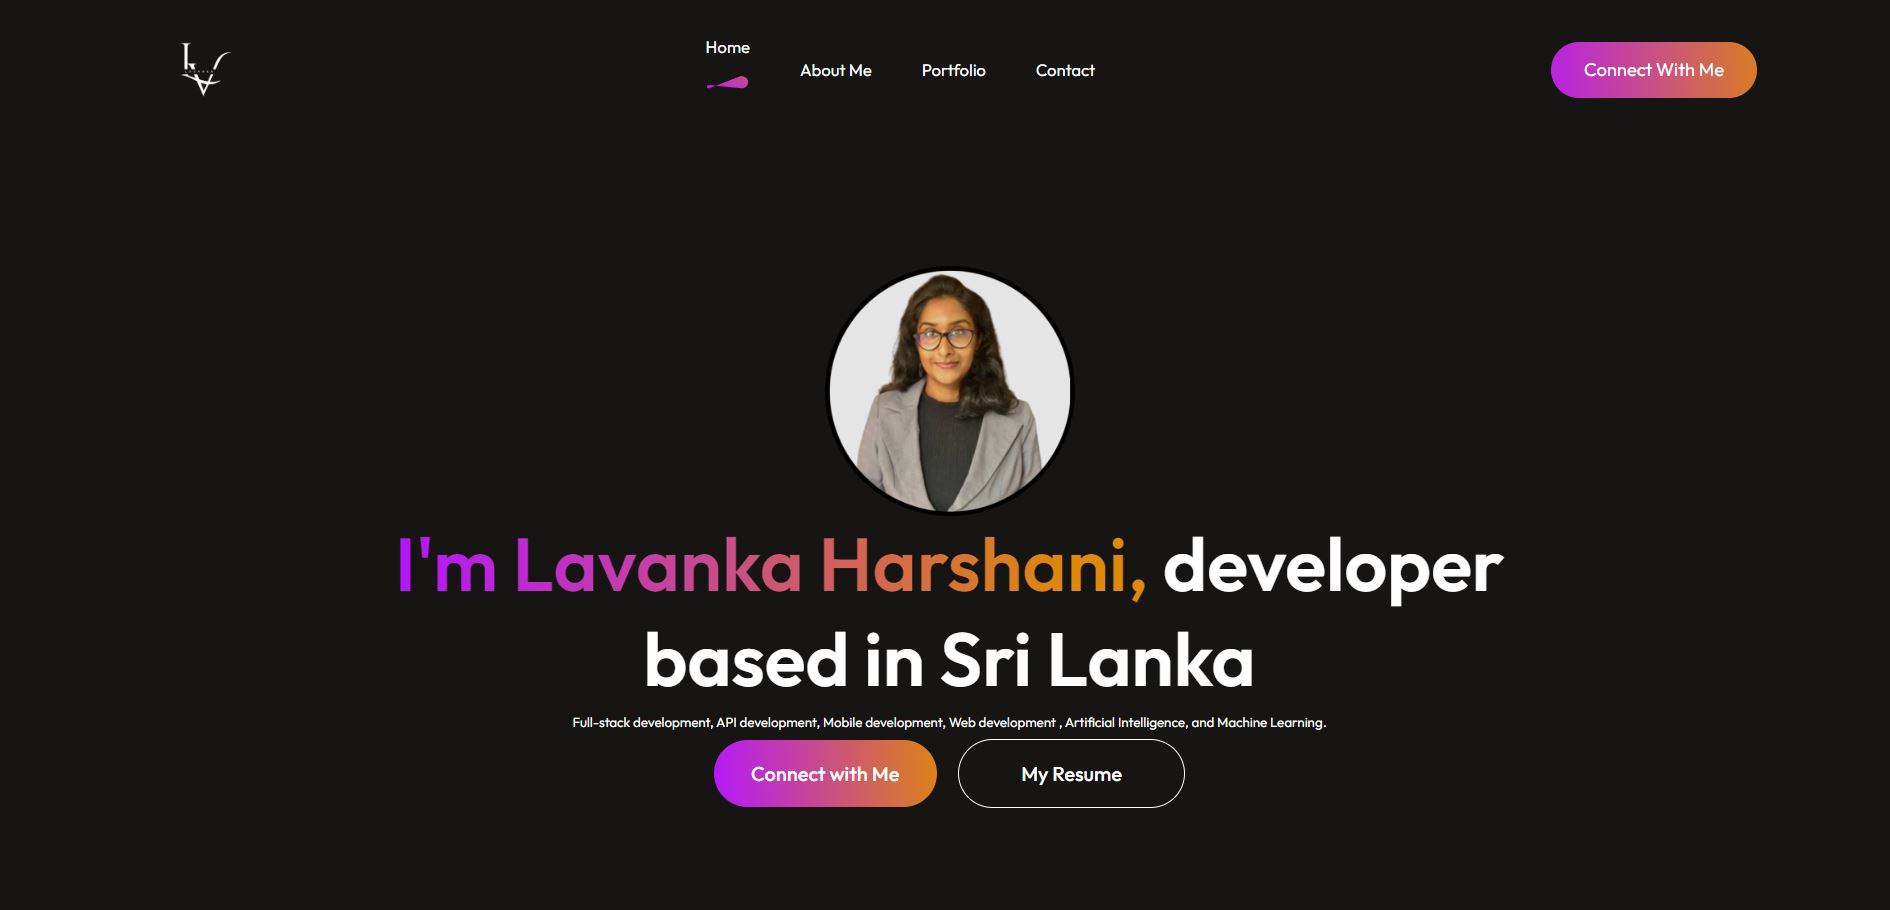 Home
About Me
Portfolio
Contact
Connect With Me
I'm Lavanka Harshani, developer
based in Sri Lanka
Full-stack development, API development, Mobile development, Web development , Artificial Intelligence, and Machine Learning.
Connect with Me
My Resume